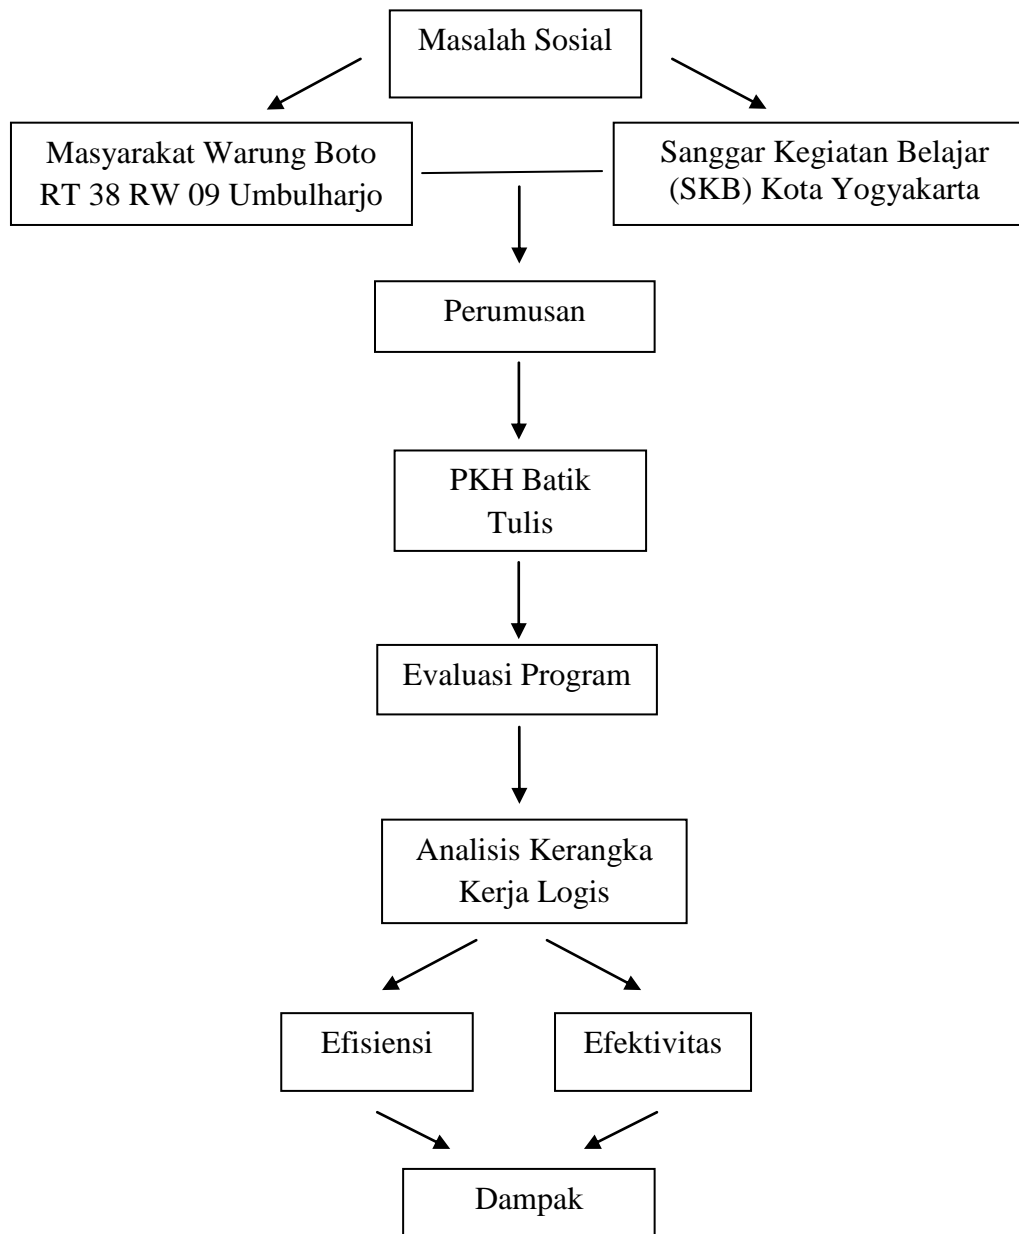 Masalah Sosial
Masyarakat Warung Boto
RT 38 RW 09 Umbulharjo
Sanggar Kegiatan Belajar
(SKB) Kota Yogyakarta
Perumusan
PKH Batik
Tulis
Evaluasi Program
Analisis Kerangka
Kerja Logis
Efisiensi
Efektivitas
Dampak